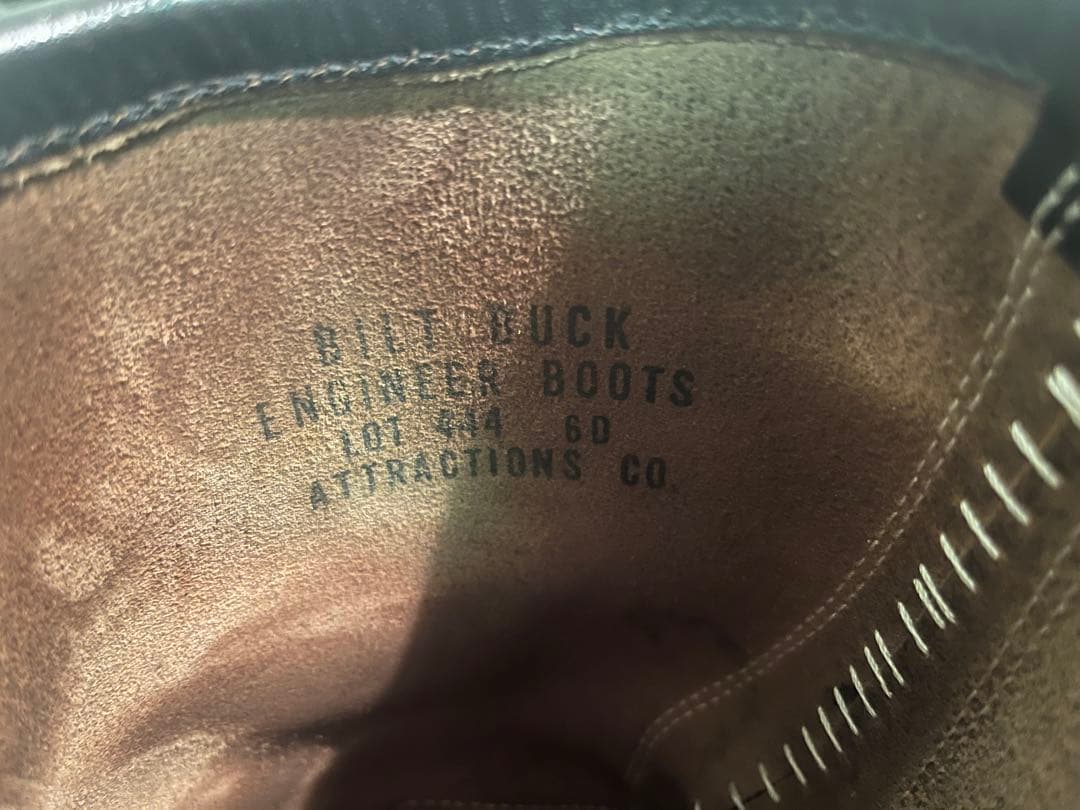 BILT BUCK
ENGINEER BOOTS
LOT 444 6D
ATTRACTIONS CO.